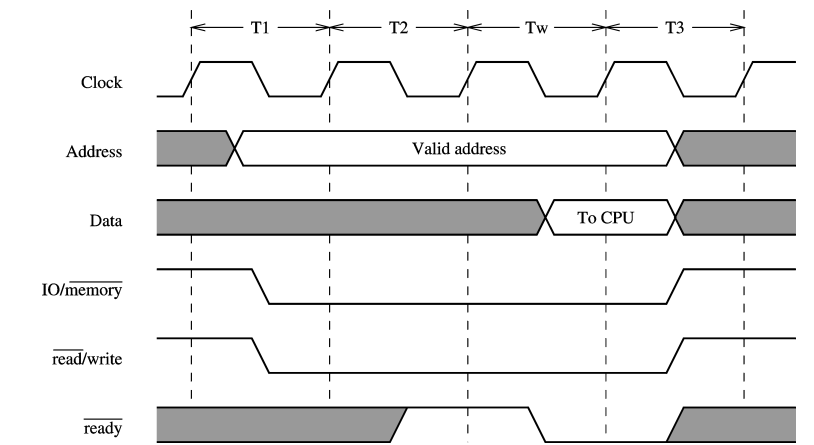 T1 T2 Tw T3
Clock
Address Valid address
Data To CPU
IO/memory
read/write
ready